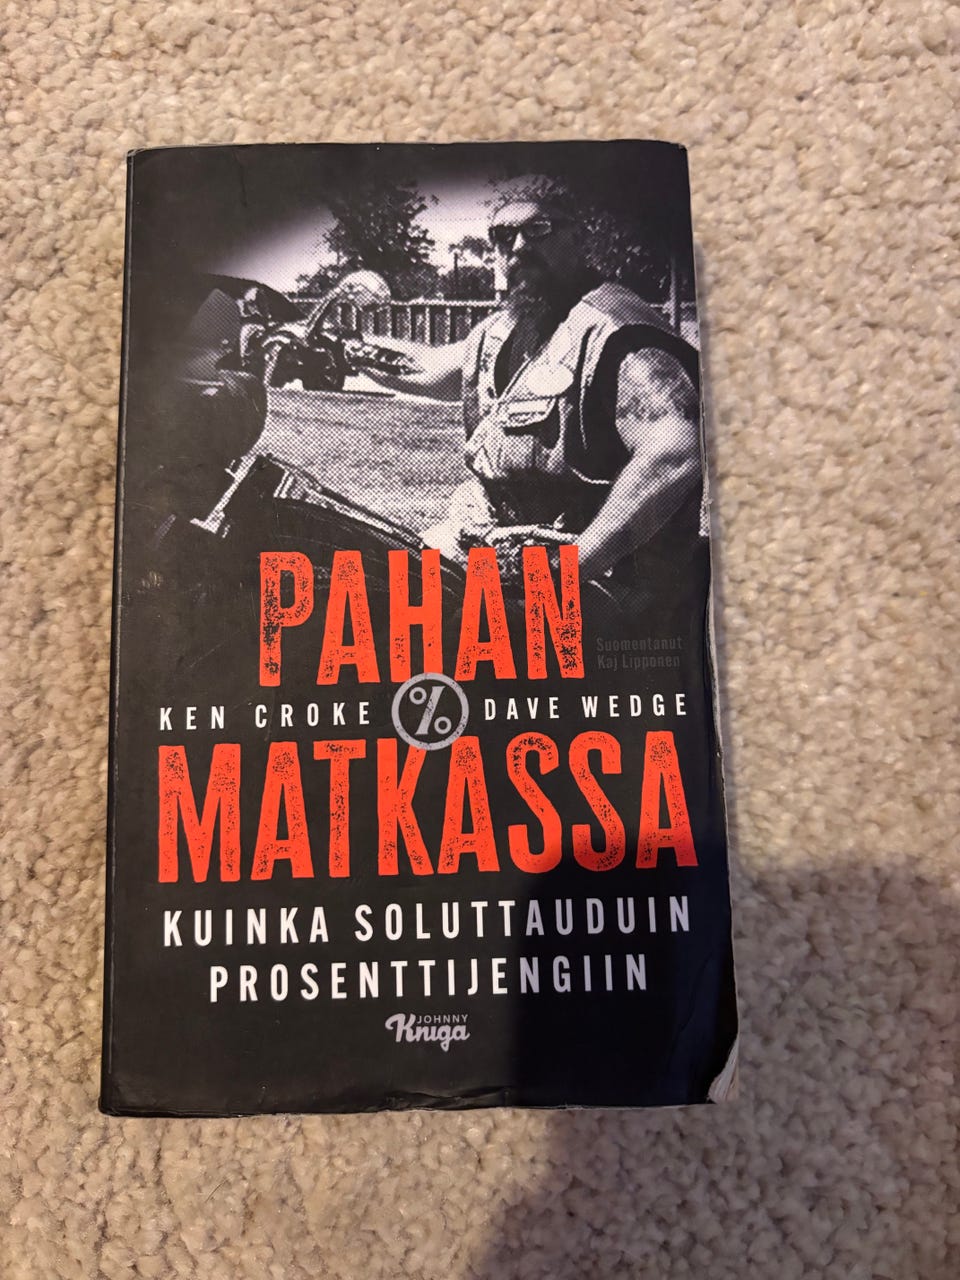 PAHAN
Suomentanut
Kaj Lipponen
KEN CROKE % DAVE WEDGE
MATKASSA
KUINKA SOLUTTAUDUIN
PROSENTTIJENGIIN
JOHNNY
Kniga